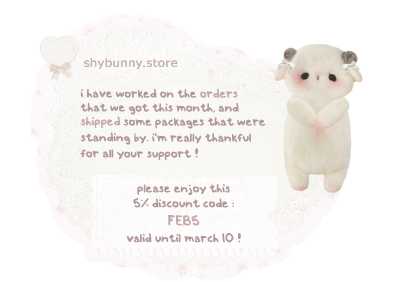 shybunny.store
i have worked on the orders
that we got this month, and
shipped some packages that were
standing by. i'm really thankful
for all your support !
please enjoy this
5% discount code :
FEB5
valid until march 10 !